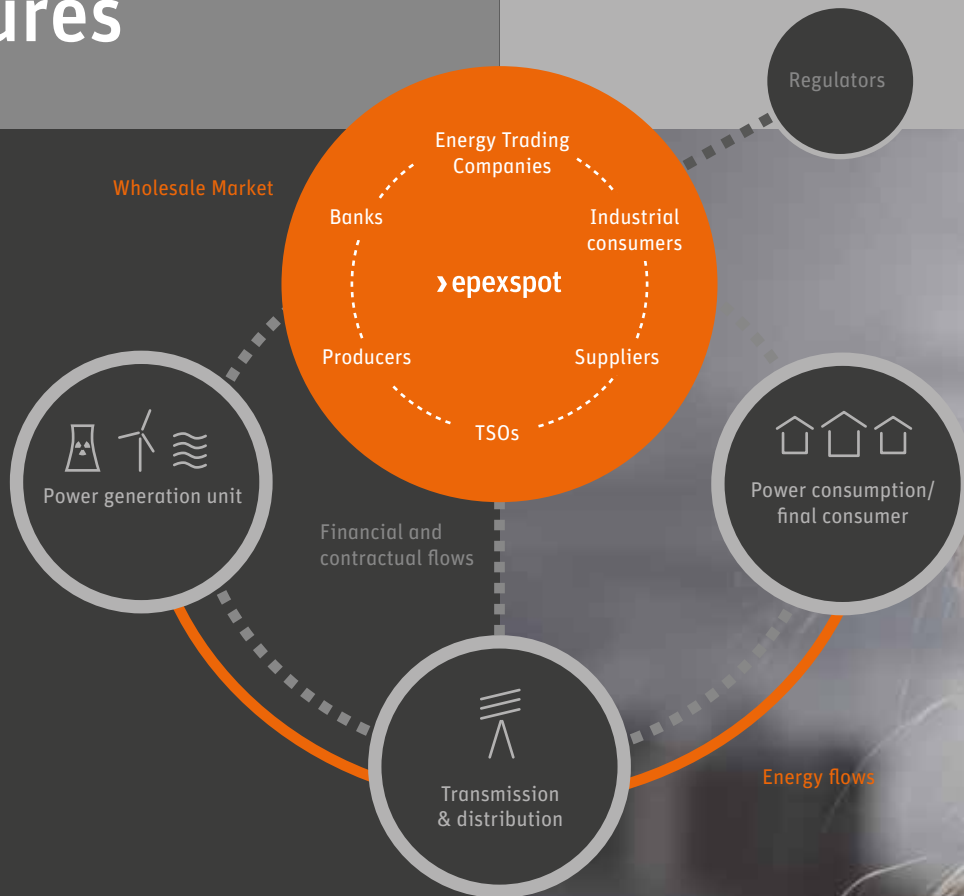 Regulators
Energy Trading
Companies
Wholesale Market
Banks
Industrial
consumers
epexspot
Producers
Suppliers
TSOs
Power generation unit
Power consumption/
final consumer
Financial and
contractual flows
Energy flows
Transmission
& distribution